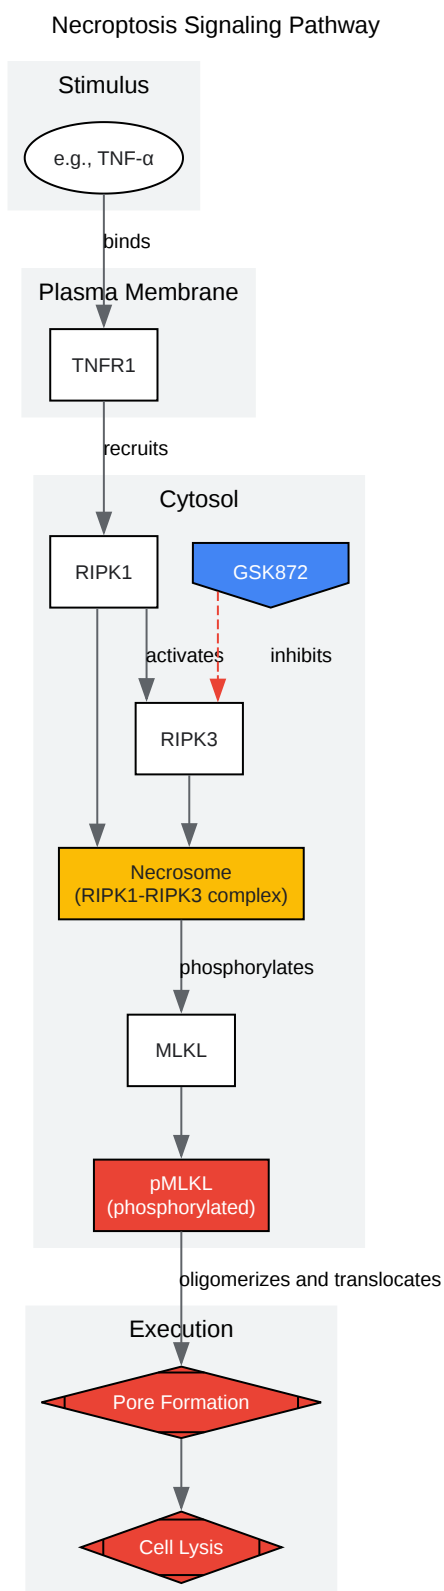 Necroptosis Signaling Pathway
Stimulus
e.g., TNF-α
binds
Plasma Membrane
TNFR1
recruits
Cytosol
RIPK1
GSK872
activates
inhibits
RIPK3
Necrosome
(RIPK1-RIPK3 complex)
phosphorylates
MLKL
pMLKL
(phosphorylated)
oligomerizes and translocates
Execution
Pore Formation
Cell Lysis